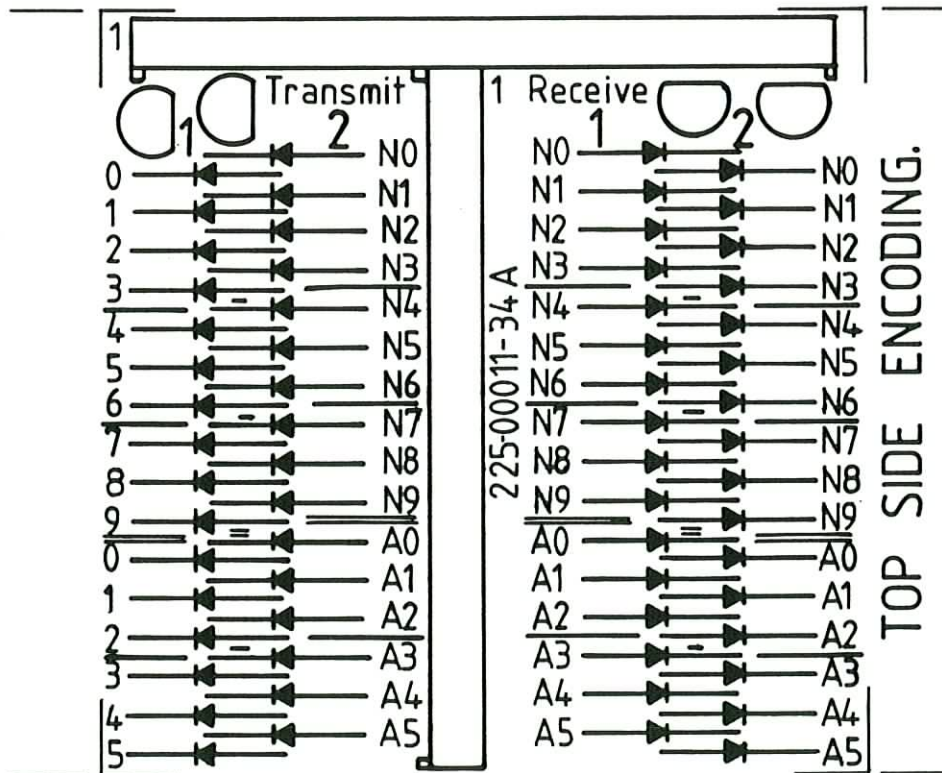 1
Transmit 1 Receive
1 2 1 2
0 N0 N0 N0
1 N1 N1 N1
2 N2 N2 N2
3 N3 N3 N3
4 N4 N4 N4
5 N5 N5 N5
6 N6 N6 N6
7 N7 N7 N7
8 N8 N8 N8
9 N9 N9 N9
0 A0 A0 A0
1 A1 A1 A1
2 A2 A2 A2
3 A3 A3 A3
4 A4 A4 A4
5 A5 A5 A5
225-00011-34 A
TOP SIDE ENCODING.